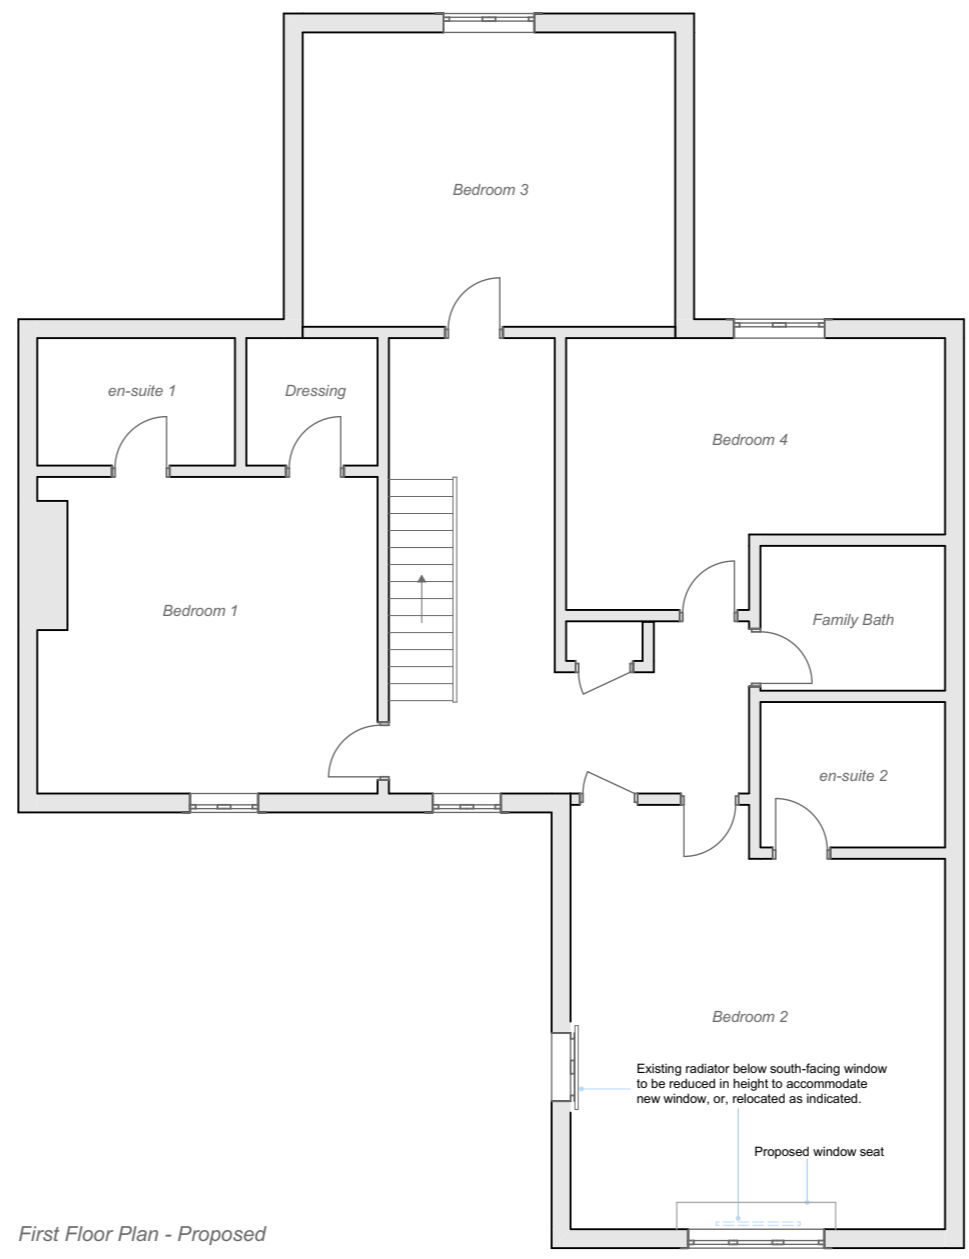 Bedroom 3
en-suite 1
Dressing
Bedroom 4
Bedroom 1
Family Bath
en-suite 2
Bedroom 2
Existing radiator below south-facing window
to be reduced in height to accommodate
new window, or, relocated as indicated.
Proposed window seat
First Floor Plan - Proposed